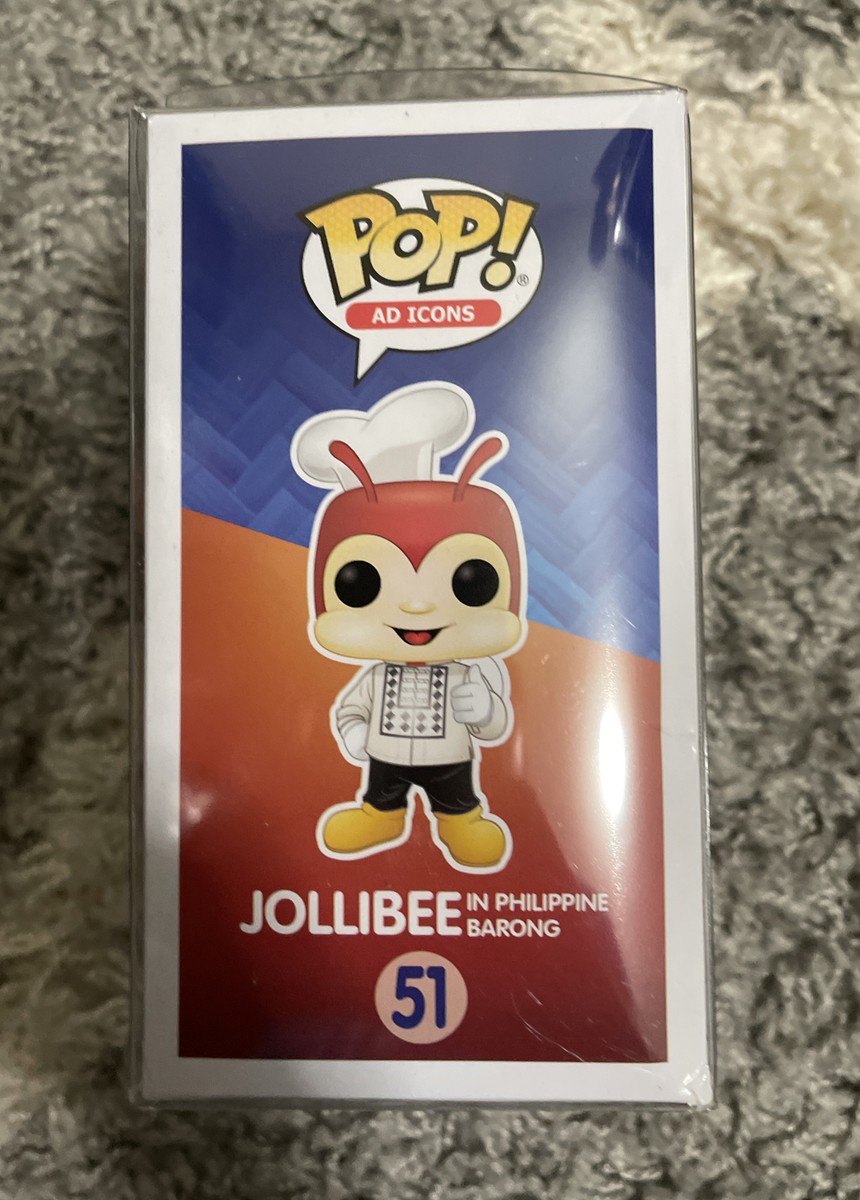 POP!®
AD ICONS
JOLLIBEE IN PHILIPPINE
BARONG
51